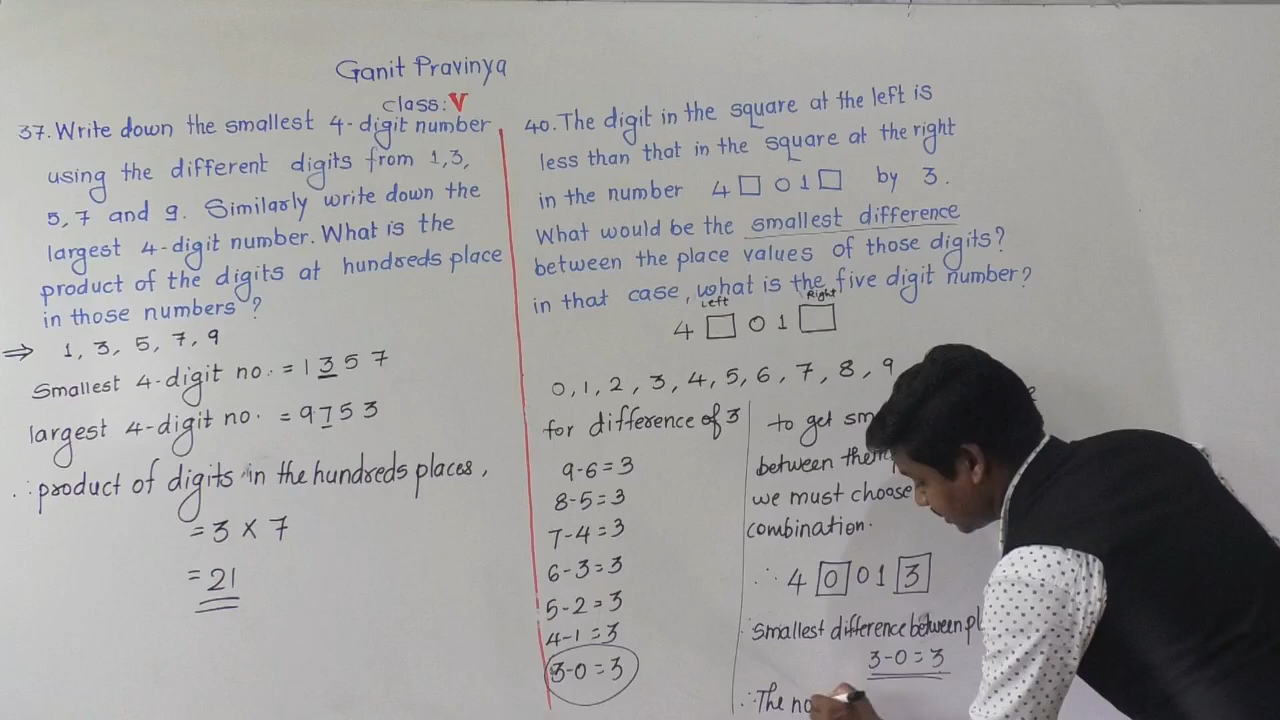 Ganit Pravinya
class: V
37. Write down the smallest 4-digit number
using the different digits from 1,3,
5,7 and 9. Similarly write down the
largest 4-digit number. What is the
product of the digits at hundreds place
in those numbers?
⇒ 1, 3, 5, 7, 9
Smallest 4-digit no. = 1 3 5 7
largest 4-digit no. = 9 7 5 3
∴ product of digits in the hundreds places,
= 3 × 7
= 21
40. The digit in the square at the left is
less than that in the square at the right
in the number 4 □ 0 1 □ by 3.
What would be the smallest difference
between the place values of those digits?
in that case, what is the five digit number?
Left Right
4 □ 0 1 □
0, 1, 2, 3, 4, 5, 6, 7, 8, 9
for difference of 3
9-6=3
8-5=3
7-4=3
6-3=3
5-2=3
4-1=3
3-0=3
to get
between
we must choose
combination.
∴ 4 0 0 1 3
Smallest difference between
3-0=3
∴ The